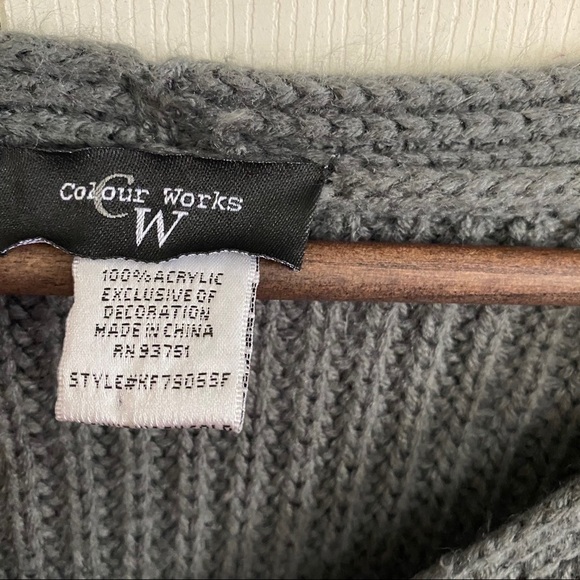 Colour Works
CW
100% ACRYLIC
EXCLUSIVE OF
DECORATION
MADE IN CHINA
RN 93751
STYLE#KF7905SF